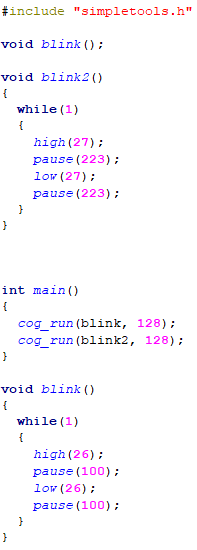 #include "simpletools.h"
void blink();
void blink2()
{
while(1)
{
high(27);
pause(223);
low(27);
pause(223);
}
}
int main()
{
cog_run(blink, 128);
cog_run(blink2, 128);
}
void blink()
{
while(1)
{
high(26);
pause(100);
low(26);
pause(100);
}
}